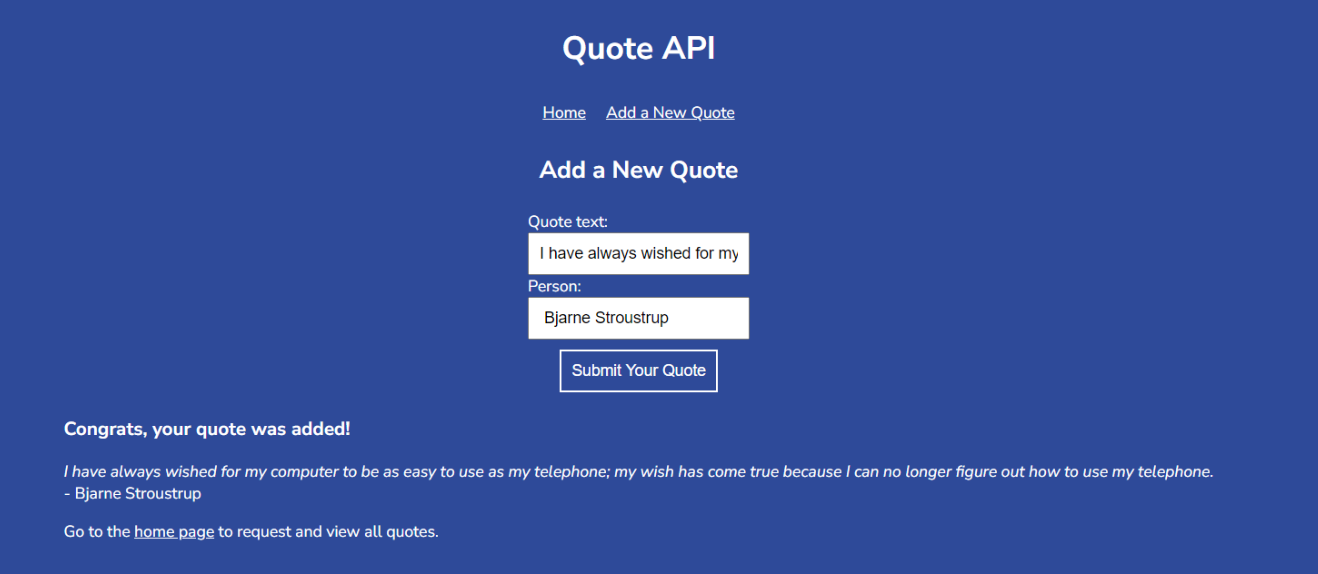 Quote API
Home Add a New Quote
Add a New Quote
Quote text:
I have always wished for my
Person:
Bjarne Stroustrup
Submit Your Quote
Congrats, your quote was added!
I have always wished for my computer to be as easy to use as my telephone; my wish has come true because I can no longer figure out how to use my telephone.
- Bjarne Stroustrup
Go to the home page to request and view all quotes.